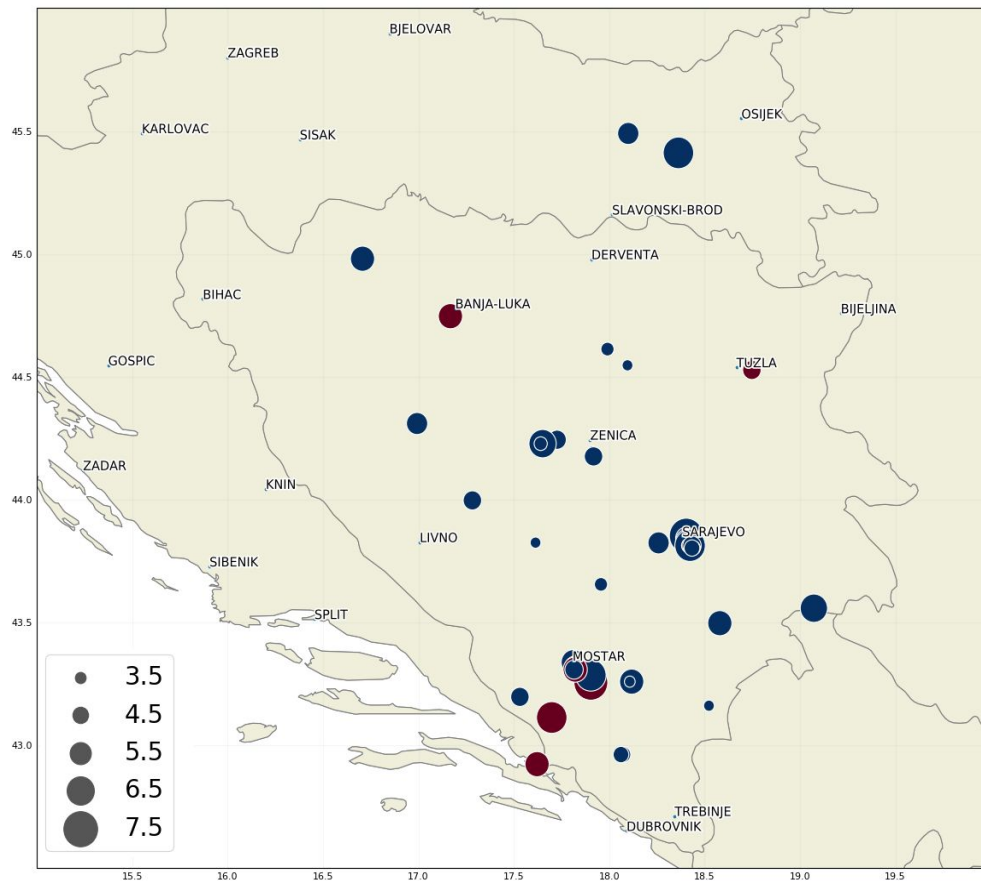 BJELOVAR
ZAGREB
OSIJEK
KARLOVAC
SISAK
45.5
SLAVONSKI-BROD
45.0
DERVENTA
BIHAC
BANJA-LUKA
BIJELJINA
GOSPIC
TUZLA
44.5
ZENICA
ZADAR
KNIN
44.0
LIVNO
SARAJEVO
SIBENIK
SPLIT
43.5
MOSTAR
3.5
4.5
43.0
5.5
6.5
TREBINJE
7.5
DUBROVNIK
15.5 16.0 16.5 17.0 17.5 18.0 18.5 19.0 19.5